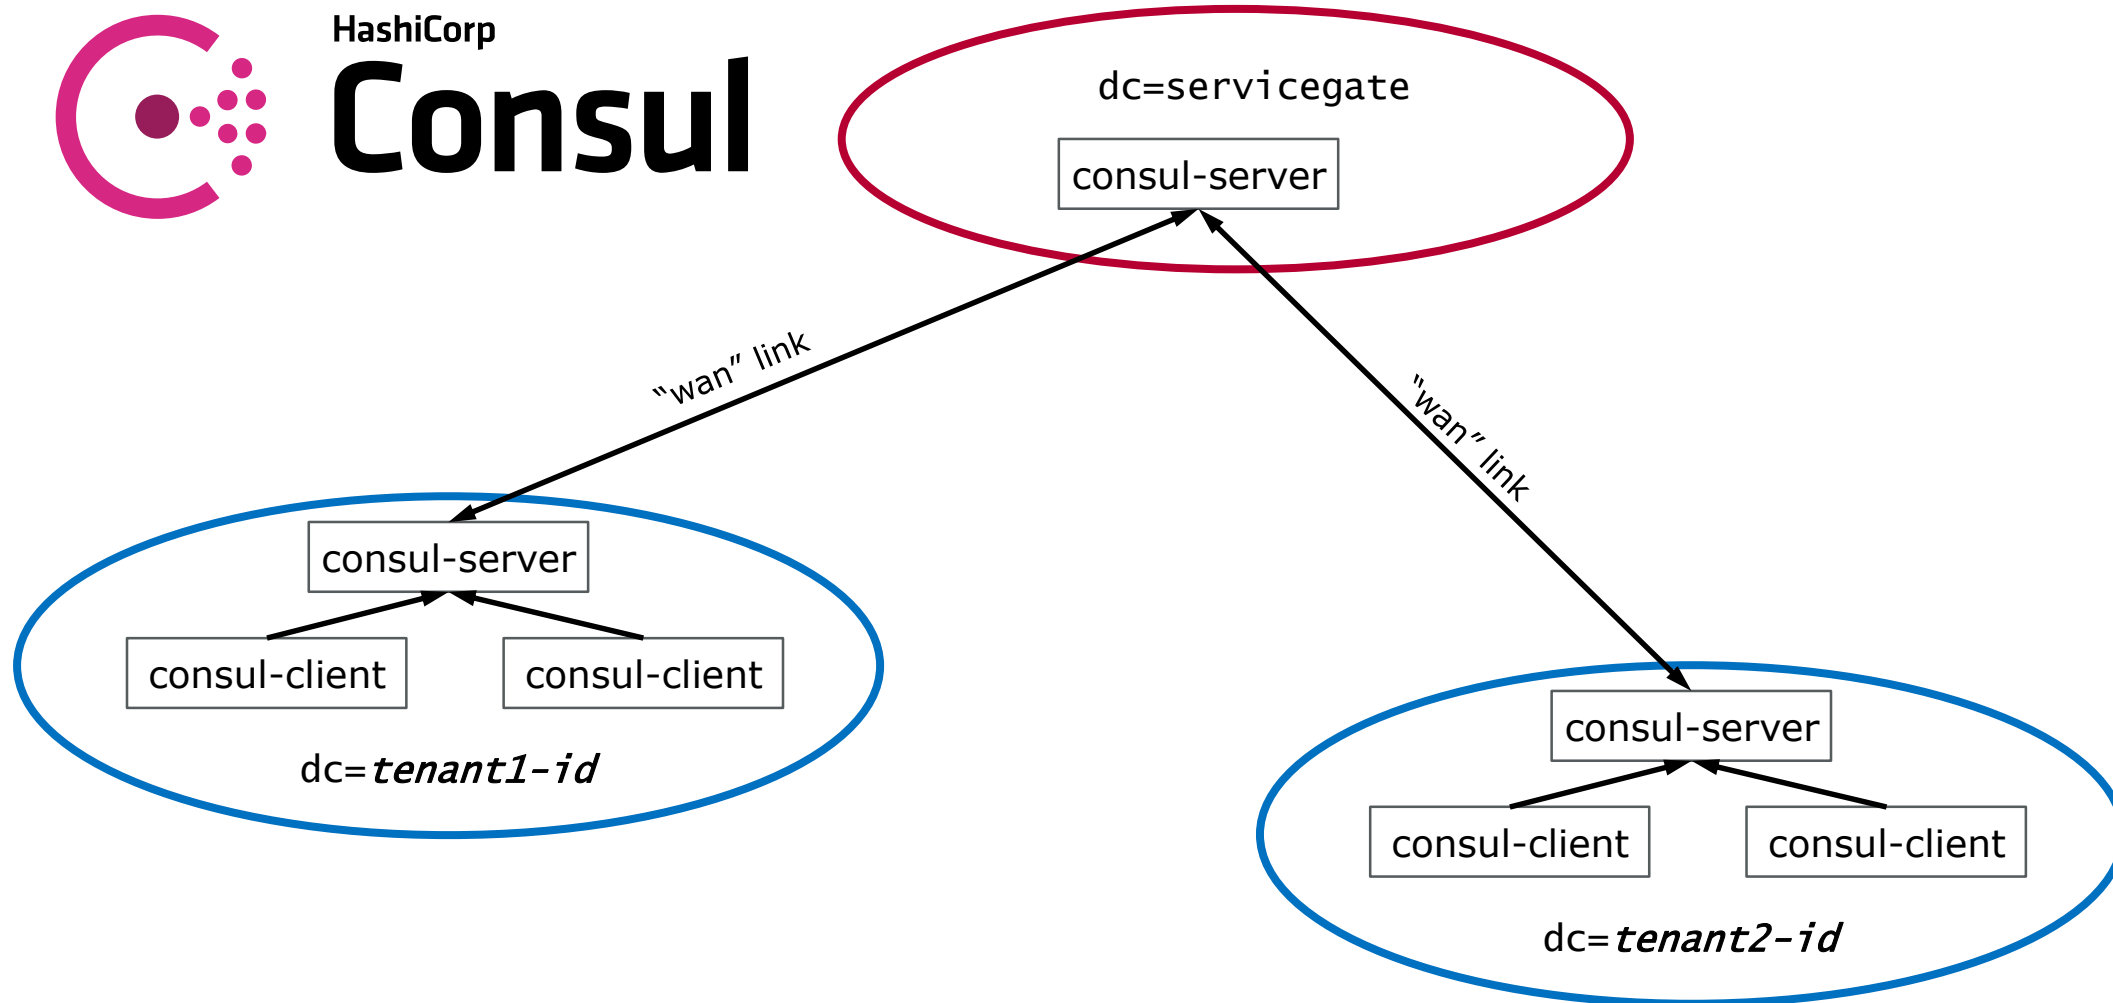 HashiCorp
Consul
dc=servicegate
consul-server
“wan” link
“wan” link
consul-server
consul-client
consul-client
dc=tenant1-id
consul-server
consul-client
consul-client
dc=tenant2-id